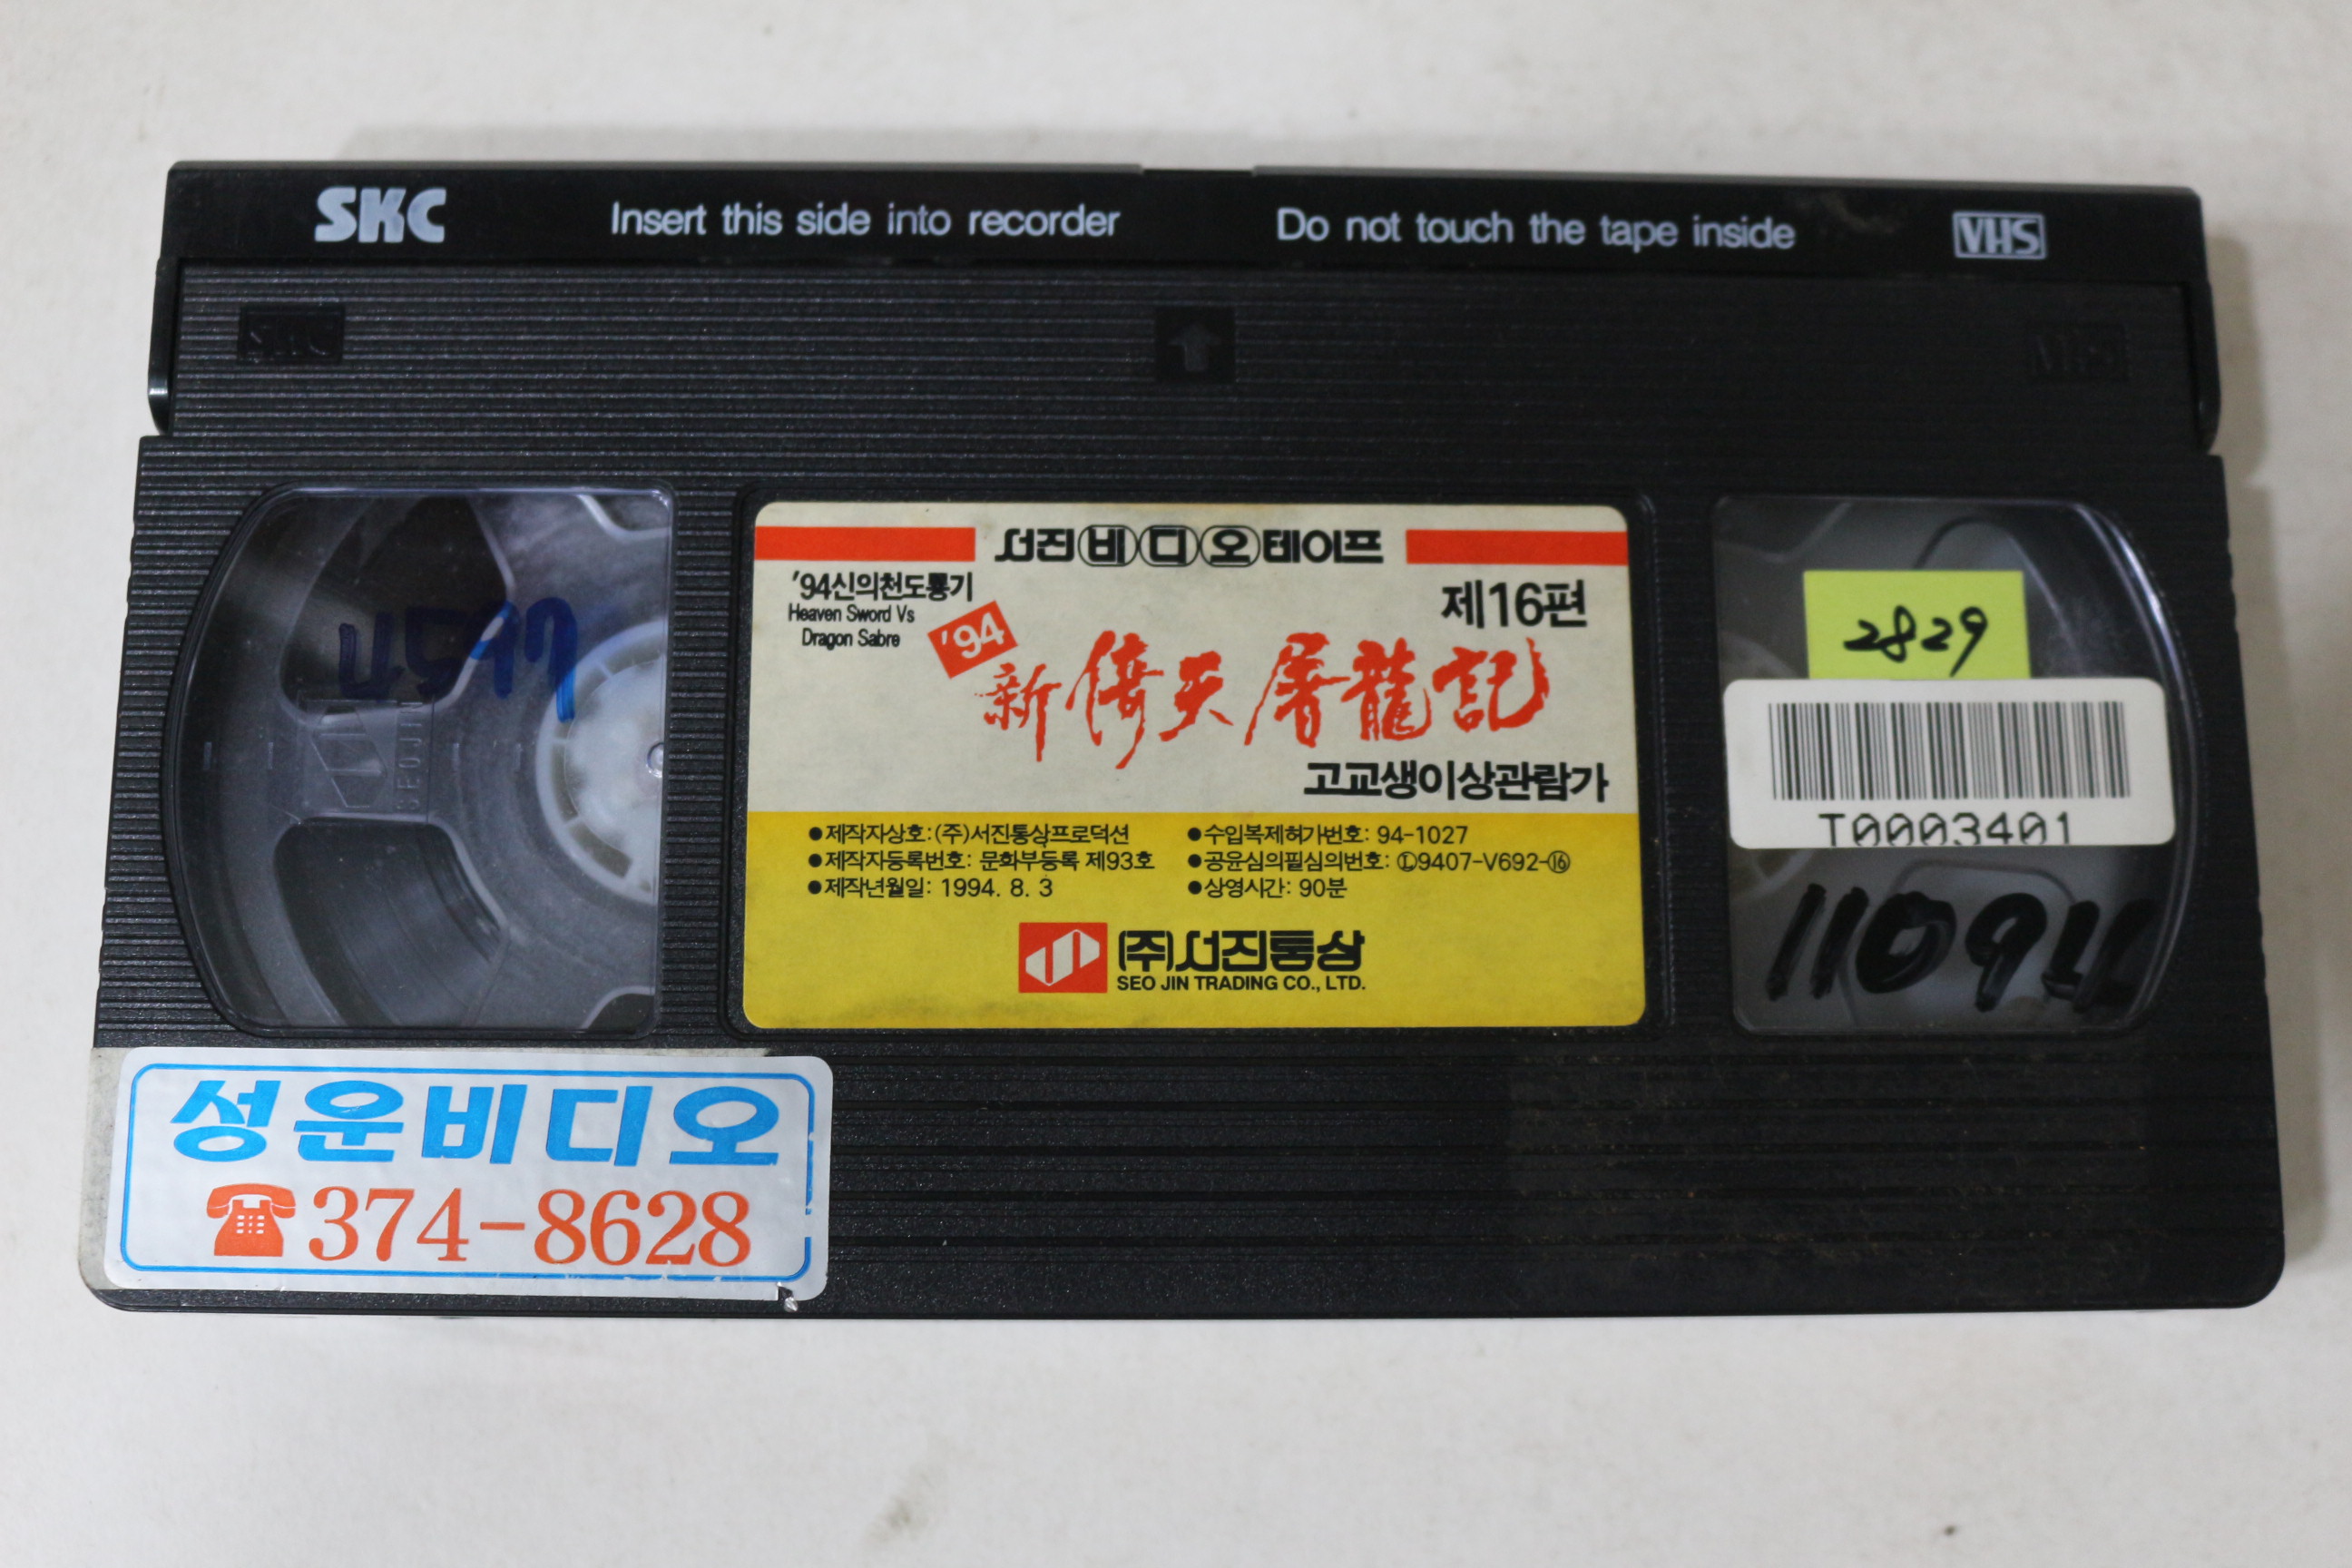 SKC Insert this side into recorder Do not touch the tape inside VHS
SKC VHS
서진비디오테이프
'94신의천도룡기
Heaven Sword Vs
Dragon Sabre
제16편
'94
新倚天屠龍記
고교생이상관람가
●제작자상호:(주)서진통상프로덕션
●제작자등록번호: 문화부등록 제93호
●제작년월일: 1994. 8. 3
●수입복제허가번호: 94-1027
●공윤심의필심의번호: Ⓛ9407-V692-⑯
●상영시간: 90분
(주)서진통상
SEO JIN TRADING CO., LTD.
SEOJIN
2829
T0003401
11094
성운비디오
☎374-8628